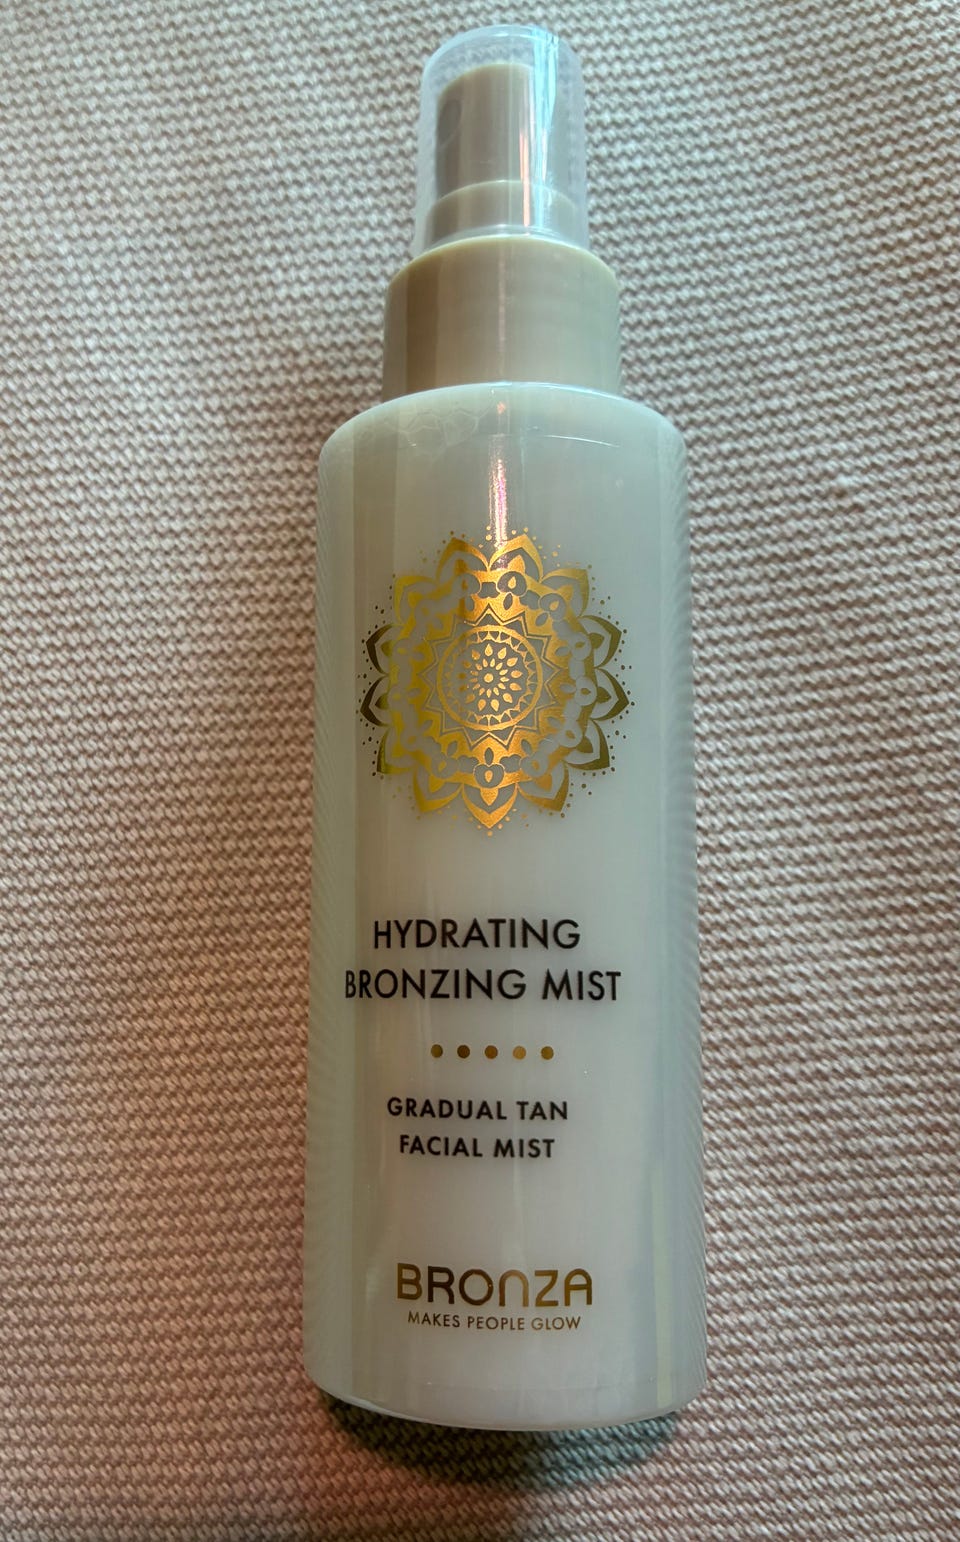 HYDRATING
BRONZING MIST
GRADUAL TAN
FACIAL MIST
BRONZA
MAKES PEOPLE GLOW